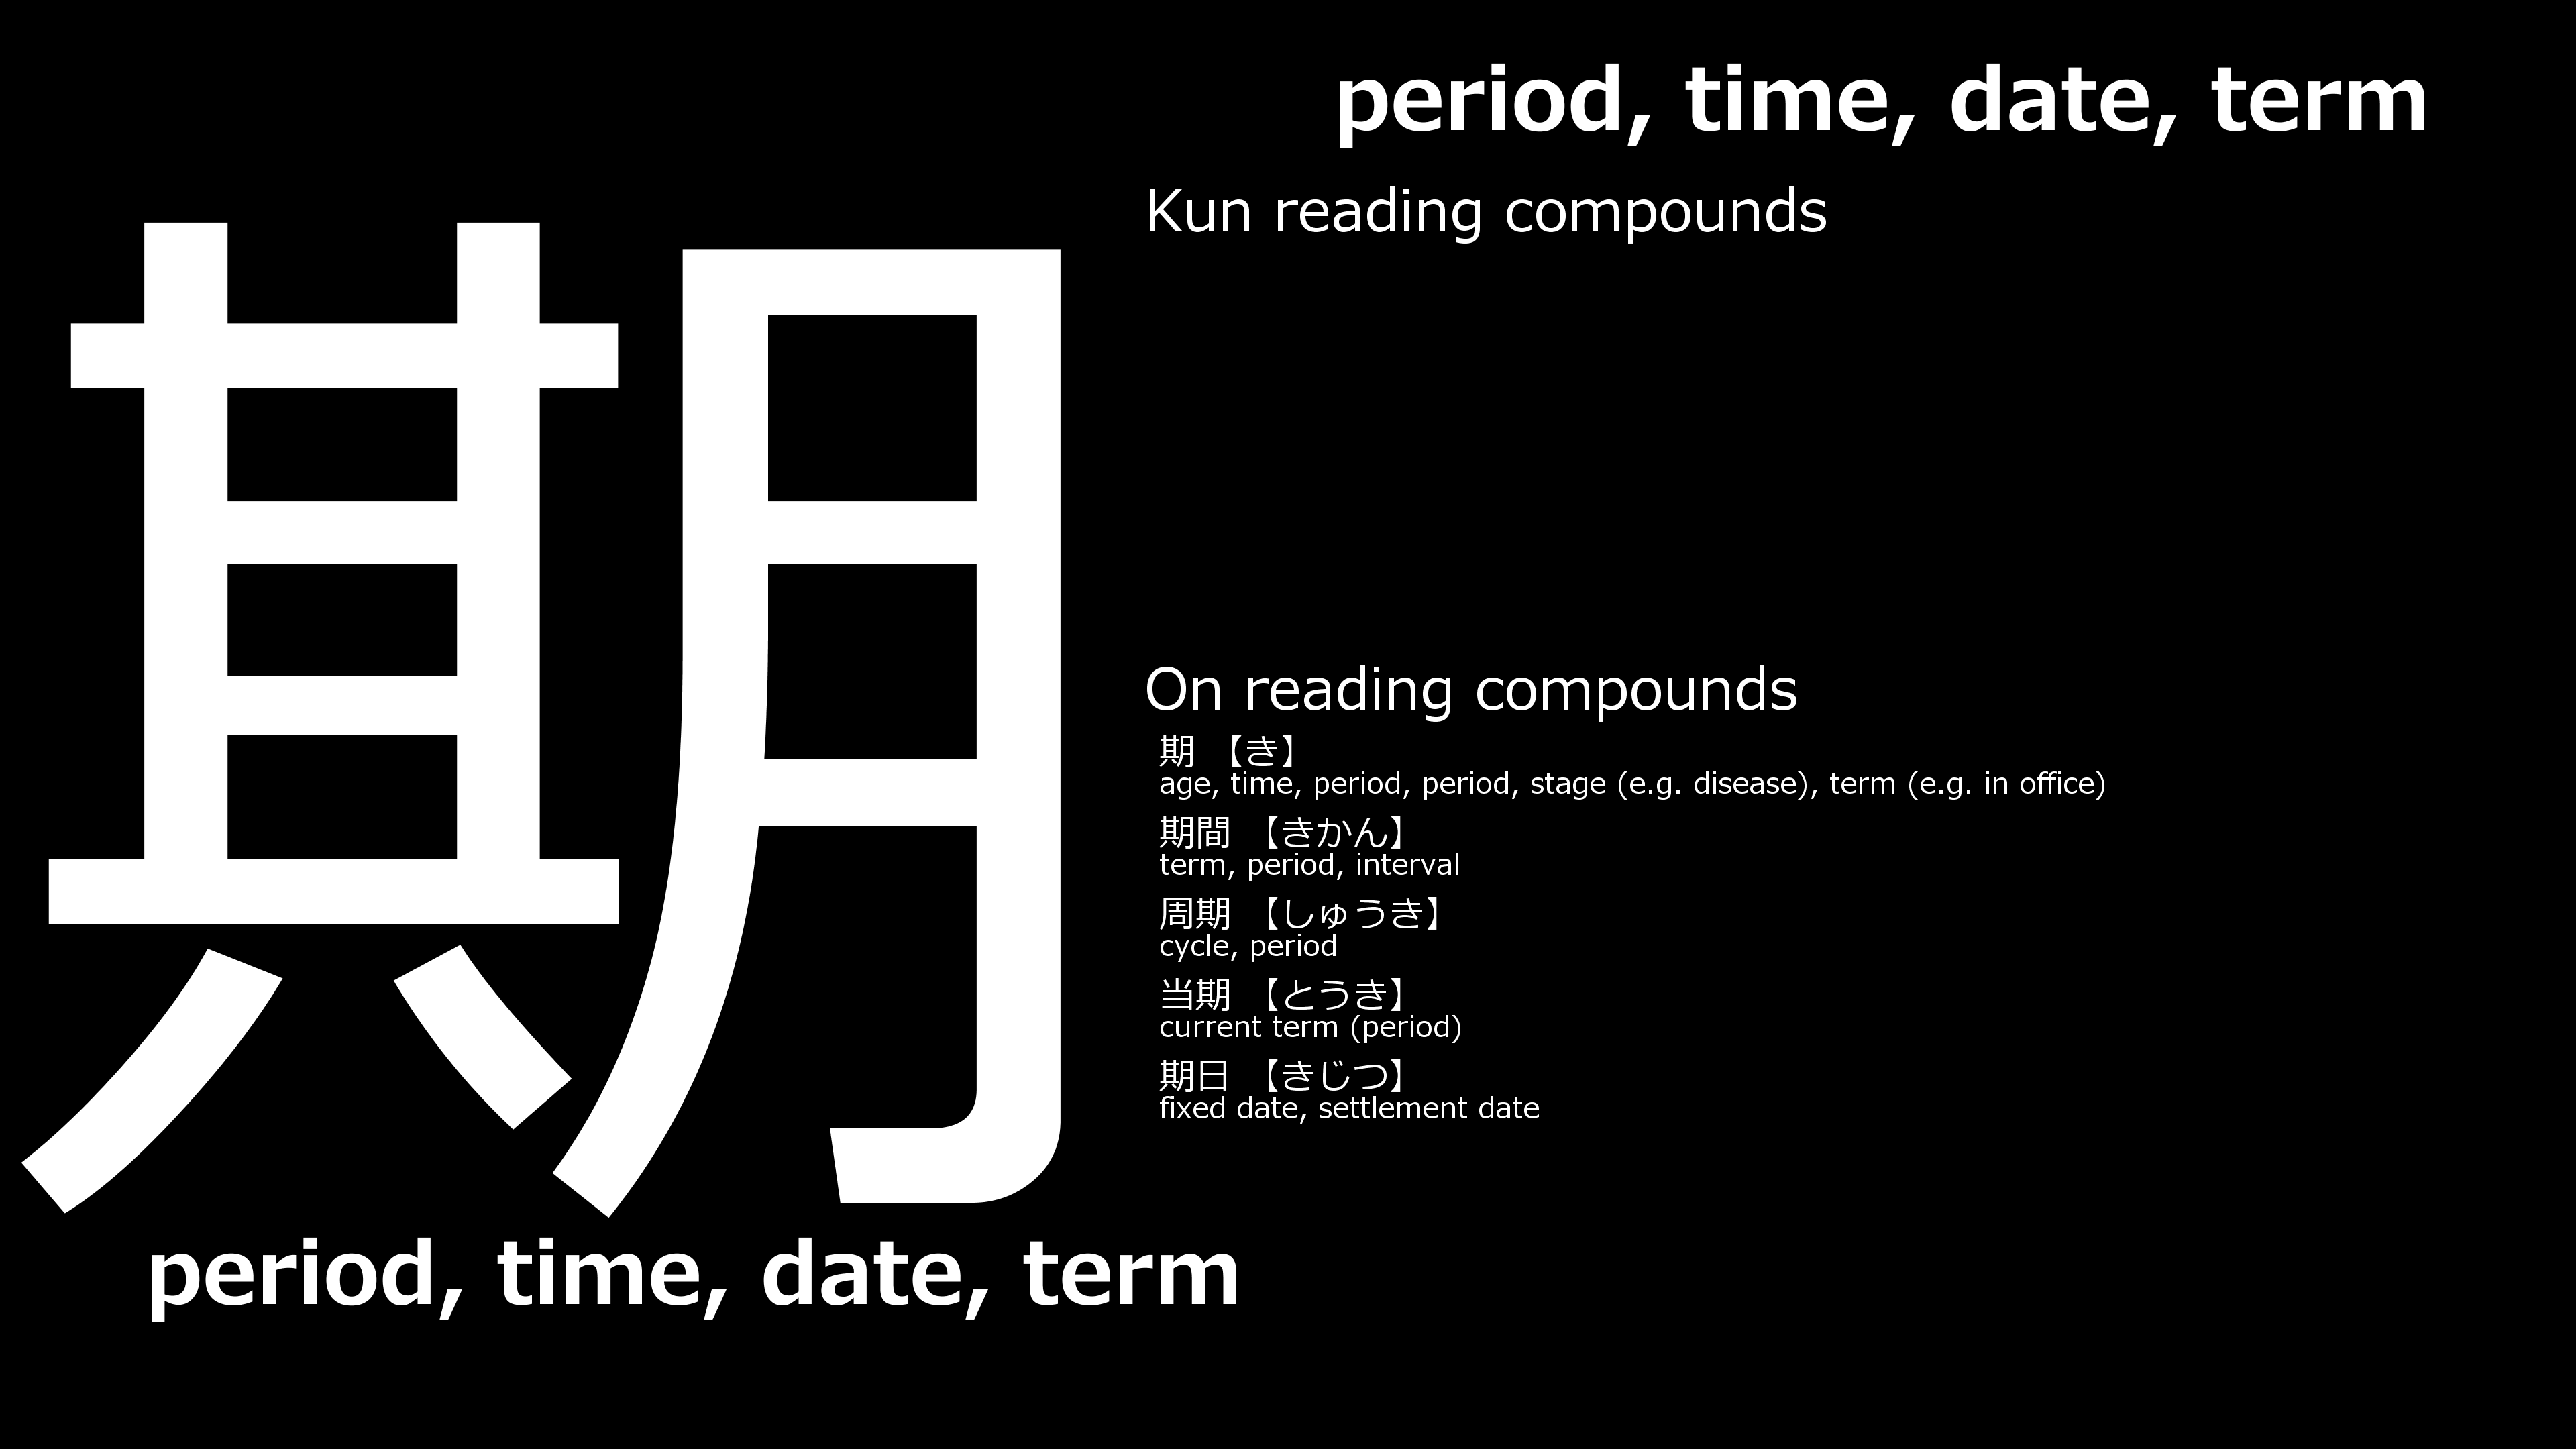 期
period, time, date, term
period, time, date, term
Kun reading compounds
On reading compounds
期 【き】
age, time, period, period, stage (e.g. disease), term (e.g. in office)
期間 【きかん】
term, period, interval
周期 【しゅうき】
cycle, period
当期 【とうき】
current term (period)
期日 【きじつ】
fixed date, settlement date